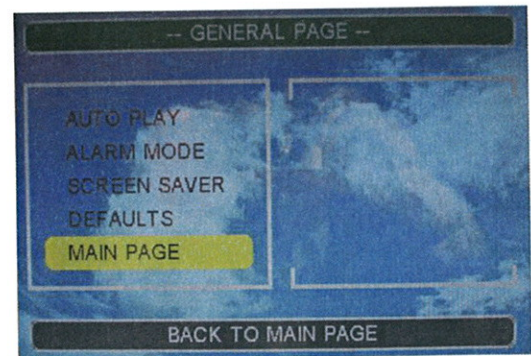 -- GENERAL PAGE --
AUTO PLAY
ALARM MODE
SCREEN SAVER
DEFAULTS
MAIN PAGE
BACK TO MAIN PAGE